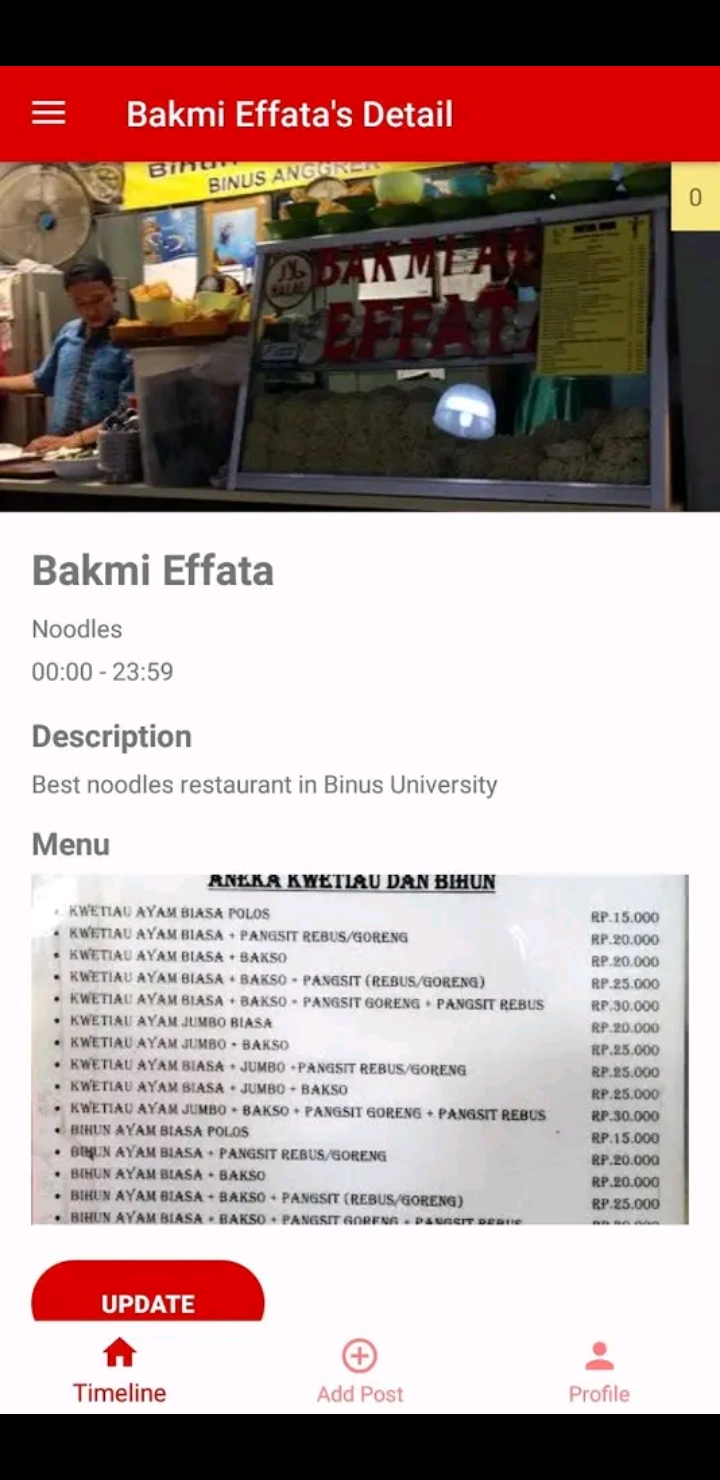 Bakmi Effata's Detail
BINUS ANGGREK
0
HALAL
BAKMI
EFFATA
Bakmi Effata
Noodles
00:00 - 23:59
Description
Best noodles restaurant in Binus University
Menu
ANEKA KWETIAU DAN BIHUN
• KWETIAU AYAM BIASA POLOS RP.15.000
• KWETIAU AYAM BIASA + PANGSIT REBUS/GORENG RP.20.000
• KWETIAU AYAM BIASA + BAKSO RP.20.000
• KWETIAU AYAM BIASA + BAKSO + PANGSIT (REBUS/GORENG) RP.25.000
• KWETIAU AYAM BIASA + BAKSO + PANGSIT GORENG + PANGSIT REBUS RP.30.000
• KWETIAU AYAM JUMBO BIASA RP.20.000
• KWETIAU AYAM JUMBO + BAKSO RP.25.000
• KWETIAU AYAM BIASA + JUMBO +PANGSIT REBUS/GORENG RP.25.000
• KWETIAU AYAM BIASA + JUMBO + BAKSO RP.25.000
• KWETIAU AYAM JUMBO + BAKSO + PANGSIT GORENG + PANGSIT REBUS RP.30.000
• BIHUN AYAM BIASA POLOS RP.15.000
• BIHUN AYAM BIASA + PANGSIT REBUS/GORENG RP.20.000
• BIHUN AYAM BIASA + BAKSO RP.20.000
• BIHUN AYAM BIASA + BAKSO + PANGSIT (REBUS/GORENG) RP.25.000
• BIHUN AYAM BIASA + BAKSO + PANGSIT GORENG + PANGSIT REBUS
UPDATE
Timeline
Add Post
Profile